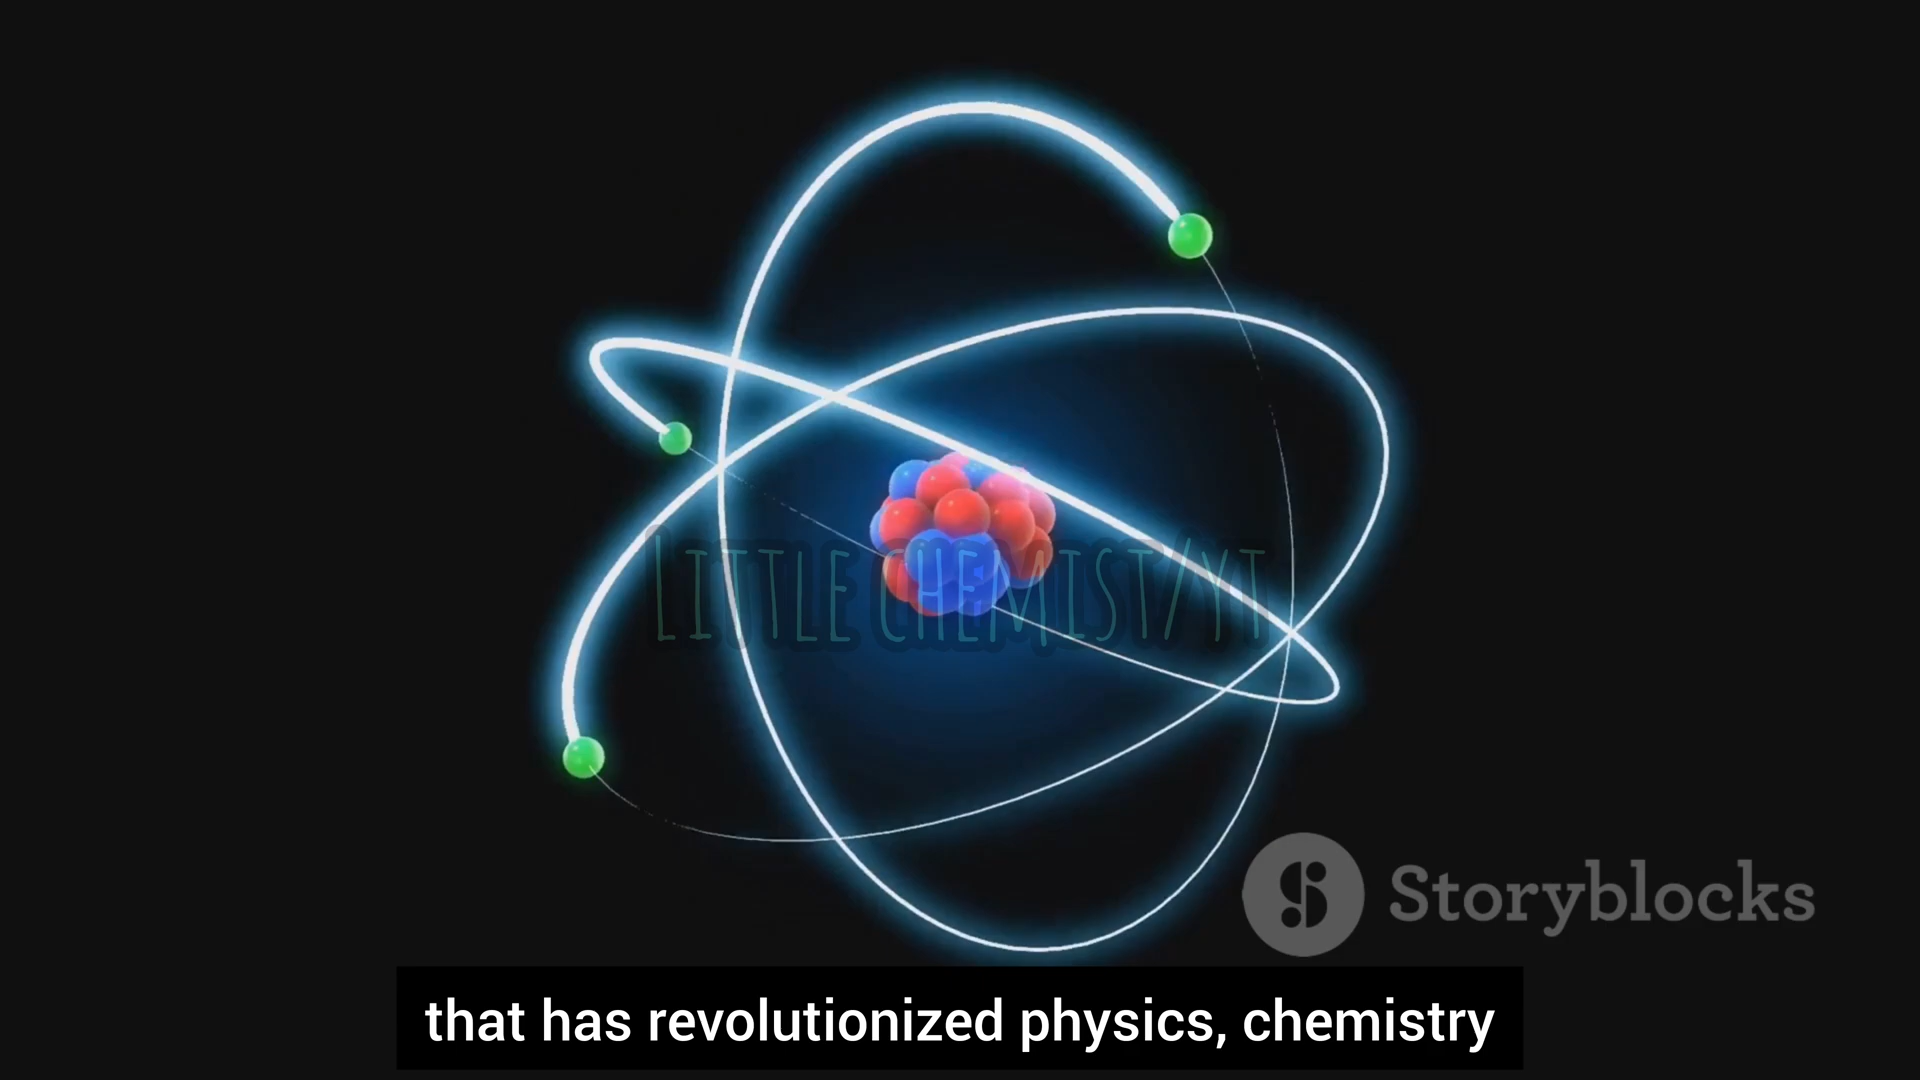 Little chemist/yt
Storyblocks
that has revolutionized physics, chemistry